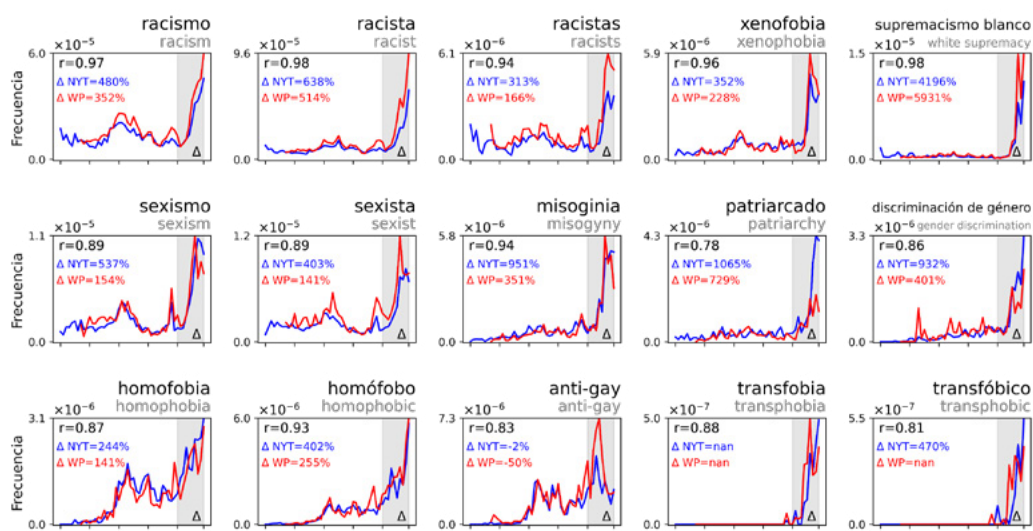 racismo
racism
×10⁻⁵
6.0
r=0.97
Δ NYT=480%
Δ WP=352%
Frecuencia
0.0
Δ
racista
racist
×10⁻⁵
9.6
r=0.98
Δ NYT=638%
Δ WP=514%
0.0
Δ
racistas
racists
×10⁻⁶
6.1
r=0.94
Δ NYT=313%
Δ WP=166%
0.0
Δ
xenofobia
xenophobia
×10⁻⁶
5.9
r=0.96
Δ NYT=352%
Δ WP=228%
0.0
Δ
supremacismo blanco
white supremacy
×10⁻⁵
1.5
r=0.98
Δ NYT=4196%
Δ WP=5931%
0.0
Δ
sexismo
sexism
×10⁻⁵
1.1
r=0.89
Δ NYT=537%
Δ WP=154%
Frecuencia
0.0
Δ
sexista
sexist
×10⁻⁵
1.2
r=0.89
Δ NYT=403%
Δ WP=141%
0.0
Δ
misoginia
misogyny
×10⁻⁶
5.8
r=0.94
Δ NYT=951%
Δ WP=351%
0.0
Δ
patriarcado
patriarchy
×10⁻⁶
4.3
r=0.78
Δ NYT=1065%
Δ WP=729%
0.0
Δ
discriminación de género
gender discrimination
×10⁻⁶
3.3
r=0.86
Δ NYT=932%
Δ WP=401%
0.0
Δ
homofobia
homophobia
×10⁻⁶
3.1
r=0.87
Δ NYT=244%
Δ WP=141%
Frecuencia
0.0
Δ
homófobo
homophobic
×10⁻⁶
6.0
r=0.93
Δ NYT=402%
Δ WP=255%
0.0
Δ
anti-gay
anti-gay
×10⁻⁶
7.3
r=0.83
Δ NYT=-2%
Δ WP=-50%
0.0
Δ
transfobia
transphobia
×10⁻⁷
5.0
r=0.88
Δ NYT=nan
Δ WP=nan
0.0
Δ
transfóbico
transphobic
×10⁻⁷
5.5
r=0.81
Δ NYT=470%
Δ WP=nan
0.0
Δ